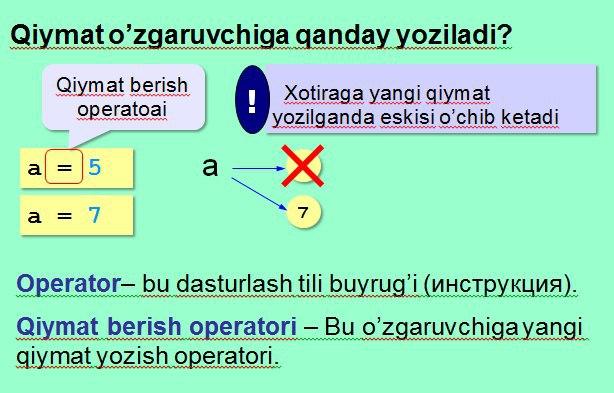 Qiymat o’zgaruvchiga qanday yoziladi?
Qiymat berish
operatoai
!
Xotiraga yangi qiymat
yozilganda eskisi o’chib ketadi
a = 5
a = 7
a
7
Operator– bu dasturlash tili buyrug’i (инструкция).
Qiymat berish operatori – Bu o’zgaruvchiga yangi
qiymat yozish operatori.